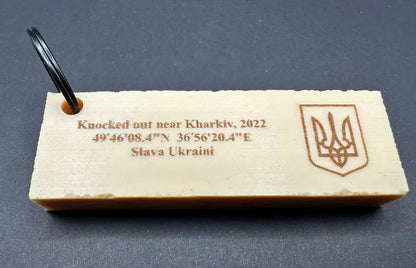 Knocked out near Kharkiv, 2022
49°46'08.4"N 36°56'20.4"E
Slava Ukraini